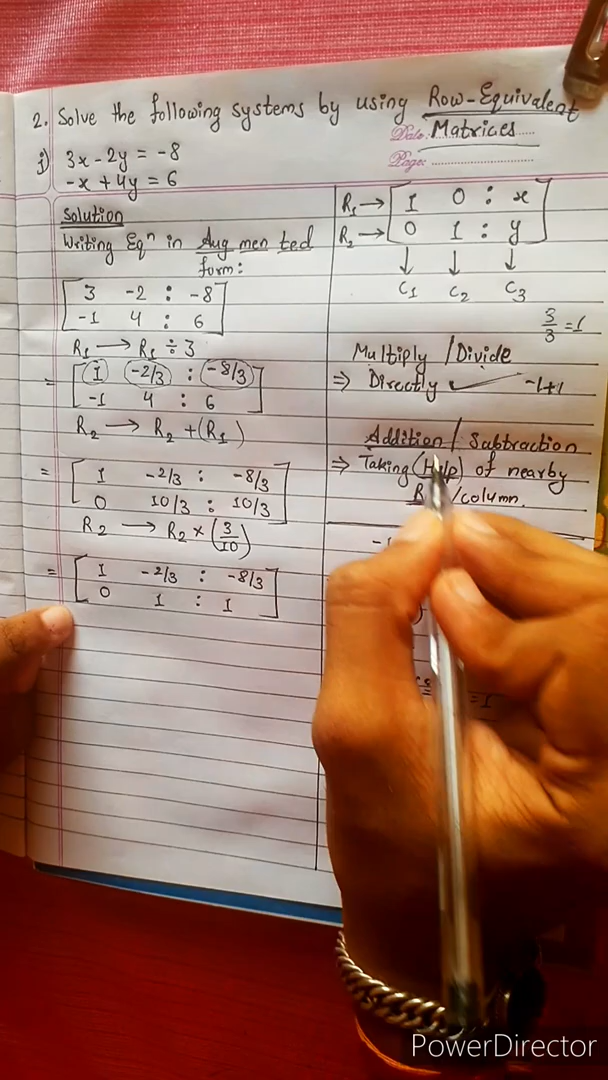 2. Solve the following systems by using Row-Equivalent
Date: Matrices
Page:
i) 3x - 2y = -8
-x + 4y = 6
Solution
Writing Eqⁿ in Augmented
form:
[ 3 -2 : -8 ]
[ -1 4 : 6 ]
R₁ → R₁ ÷ 3
= [ 1 -2/3 : -8/3 ]
[ -1 4 : 6 ]
R₂ → R₂ + (R₁)
= [ 1 -2/3 : -8/3 ]
[ 0 10/3 : 10/3 ]
R₂ → R₂ × (3/10)
= [ 1 -2/3 : -8/3 ]
[ 0 1 : 1 ]
R₁ → [ 1 0 : x ]
R₂ → [ 0 1 : y ]
↓ ↓ ↓
C₁ C₂ C₃
3/3 = 1
Multiply / Divide
⇒ Directly ✓ -1+1
Addition / Subtraction
⇒ Taking (Help) of nearby
/column.
= 1
PowerDirector